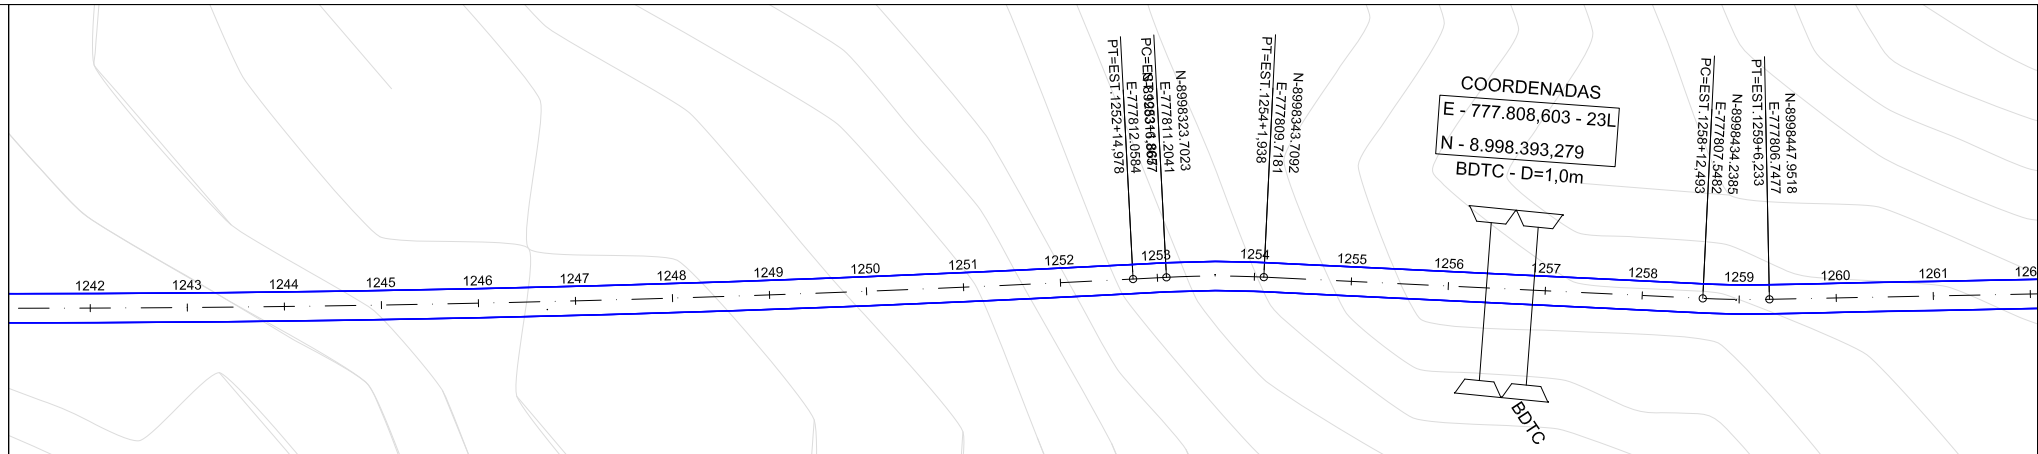 PT=EST.1252+14,978
E-777812.0584
E-777811.2041
N-8998323.7023
PT=EST.1254+1,938
E-777809.7181
N-8998343.7092
COORDENADAS
E - 777.808,603 - 23L
N - 8.998.393,279
BDTC - D=1,0m
PC=EST.1258+12,493
E-777807.5482
N-8998434.2385
PT=EST.1259+6,233
E-777806.7477
N-8998447.9518
1242
1243
1244
1245
1246
1247
1248
1249
1250
1251
1252
1253
1254
1255
1256
1257
1258
1259
1260
1261
126
BDTC